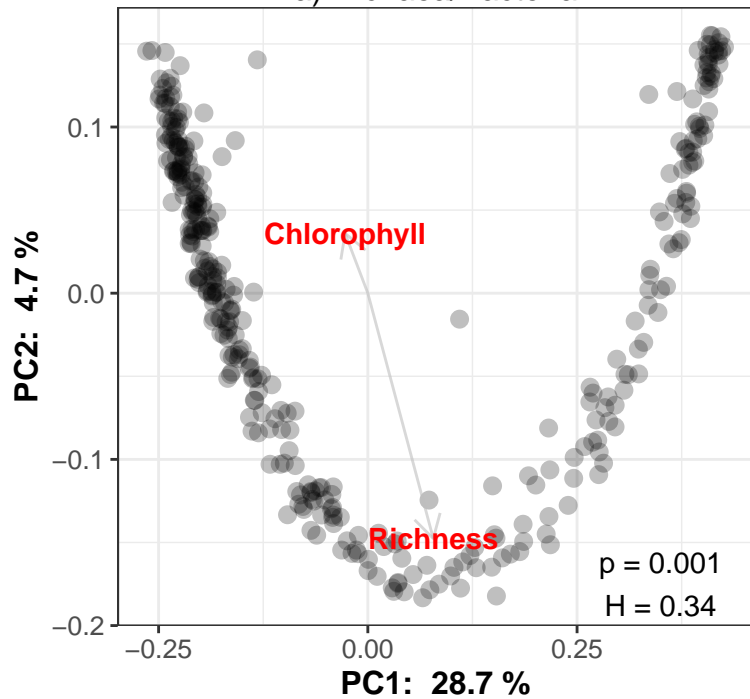 0.1
0.0
−0.1
−0.2
PC2: 4.7 %
Chlorophyll
Richness
p = 0.001
H = 0.34
−0.25 0.00 0.25
PC1: 28.7 %